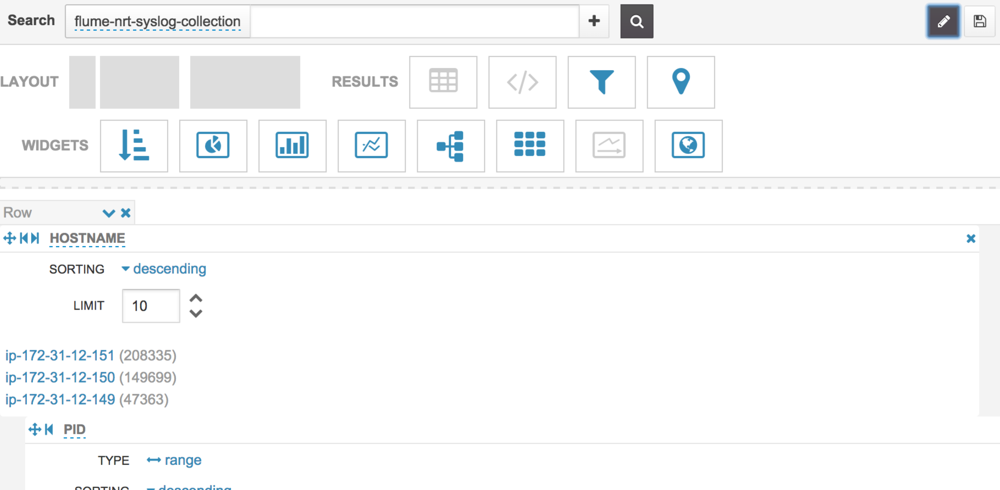 Search flume-nrt-syslog-collection
LAYOUT RESULTS
WIDGETS
Row
HOSTNAME
SORTING descending
LIMIT 10
ip-172-31-12-151 (208335)
ip-172-31-12-150 (149699)
ip-172-31-12-149 (47363)
PID
TYPE range
SORTING descending